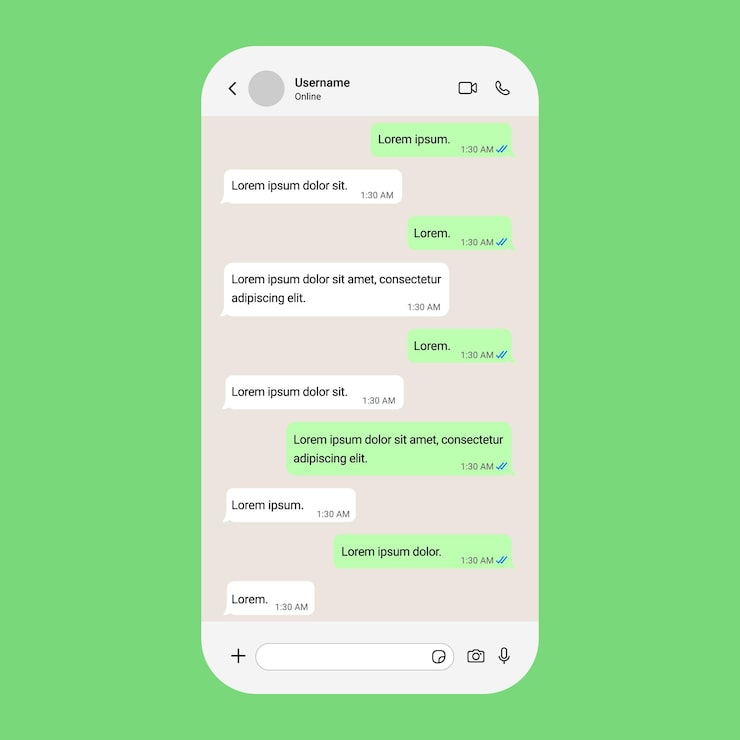 Username
Online
Lorem ipsum.
1:30 AM
Lorem ipsum dolor sit.
1:30 AM
Lorem.
1:30 AM
Lorem ipsum dolor sit amet, consectetur
adipiscing elit.
1:30 AM
Lorem.
1:30 AM
Lorem ipsum dolor sit.
1:30 AM
Lorem ipsum dolor sit amet, consectetur
adipiscing elit.
1:30 AM
Lorem ipsum.
1:30 AM
Lorem ipsum dolor.
1:30 AM
Lorem.
1:30 AM